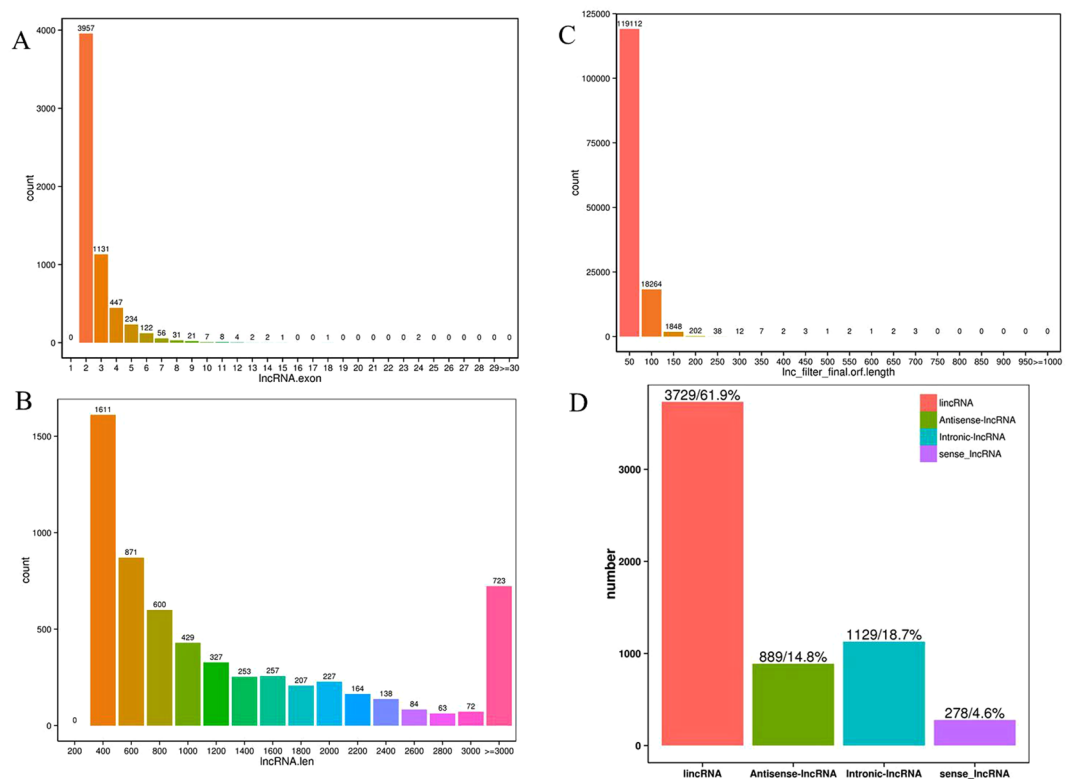 A
4000
3000
2000
1000
0
count
0 3957 1131 447 234 122 56 31 21 7 8 4 2 2 1 0 0 1 0 0 0 0 0 2 0 0 0 0 0 0
1 2 3 4 5 6 7 8 9 10 11 12 13 14 15 16 17 18 19 20 21 22 23 24 25 26 27 28 29 >=30
lncRNA.exon
C
125000
100000
75000
50000
25000
0
count
119112 18264 1848 202 38 12 7 2 3 1 2 1 2 3 0 0 0 0 0 0
50 100 150 200 250 300 350 400 450 500 550 600 650 700 750 800 850 900 950 >=1000
lnc_filter_final.orf.length
B
1500
1000
500
0
count
0 1611 871 600 429 327 253 257 207 227 164 138 84 63 72 723
200 400 600 800 1000 1200 1400 1600 1800 2000 2200 2400 2600 2800 3000 >=3000
lncRNA.len
D
3000
2000
1000
0
number
3729/61.9% 889/14.8% 1129/18.7% 278/4.6%
lincRNA
Antisense-lncRNA
Intronic-lncRNA
sense_lncRNA
lincRNA Antisense-lncRNA Intronic-lncRNA sense_lncRNA